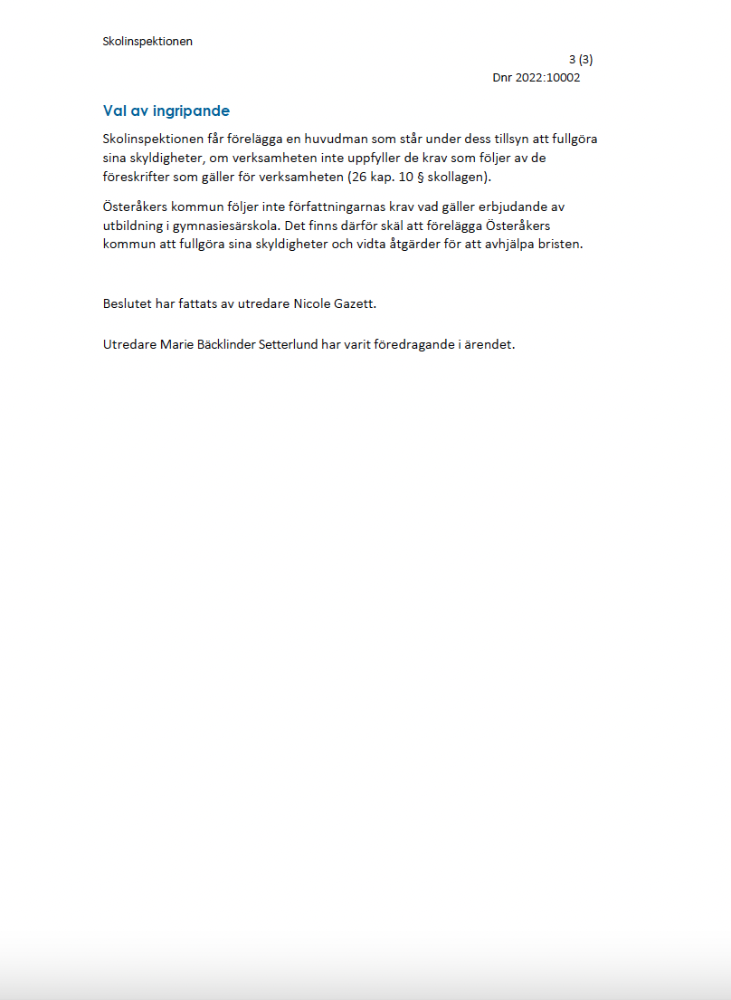 Skolinspektionen
3 (3)
Dnr 2022:10002
Val av ingripande
Skolinspektionen får förelägga en huvudman som står under dess tillsyn att fullgöra
sina skyldigheter, om verksamheten inte uppfyller de krav som följer av de
föreskrifter som gäller för verksamheten (26 kap. 10 § skollagen).
Österåkers kommun följer inte författningarnas krav vad gäller erbjudande av
utbildning i gymnasiesärskola. Det finns därför skäl att förelägga Österåkers
kommun att fullgöra sina skyldigheter och vidta åtgärder för att avhjälpa bristen.
Beslutet har fattats av utredare Nicole Gazett.
Utredare Marie Bäcklinder Setterlund har varit föredragande i ärendet.